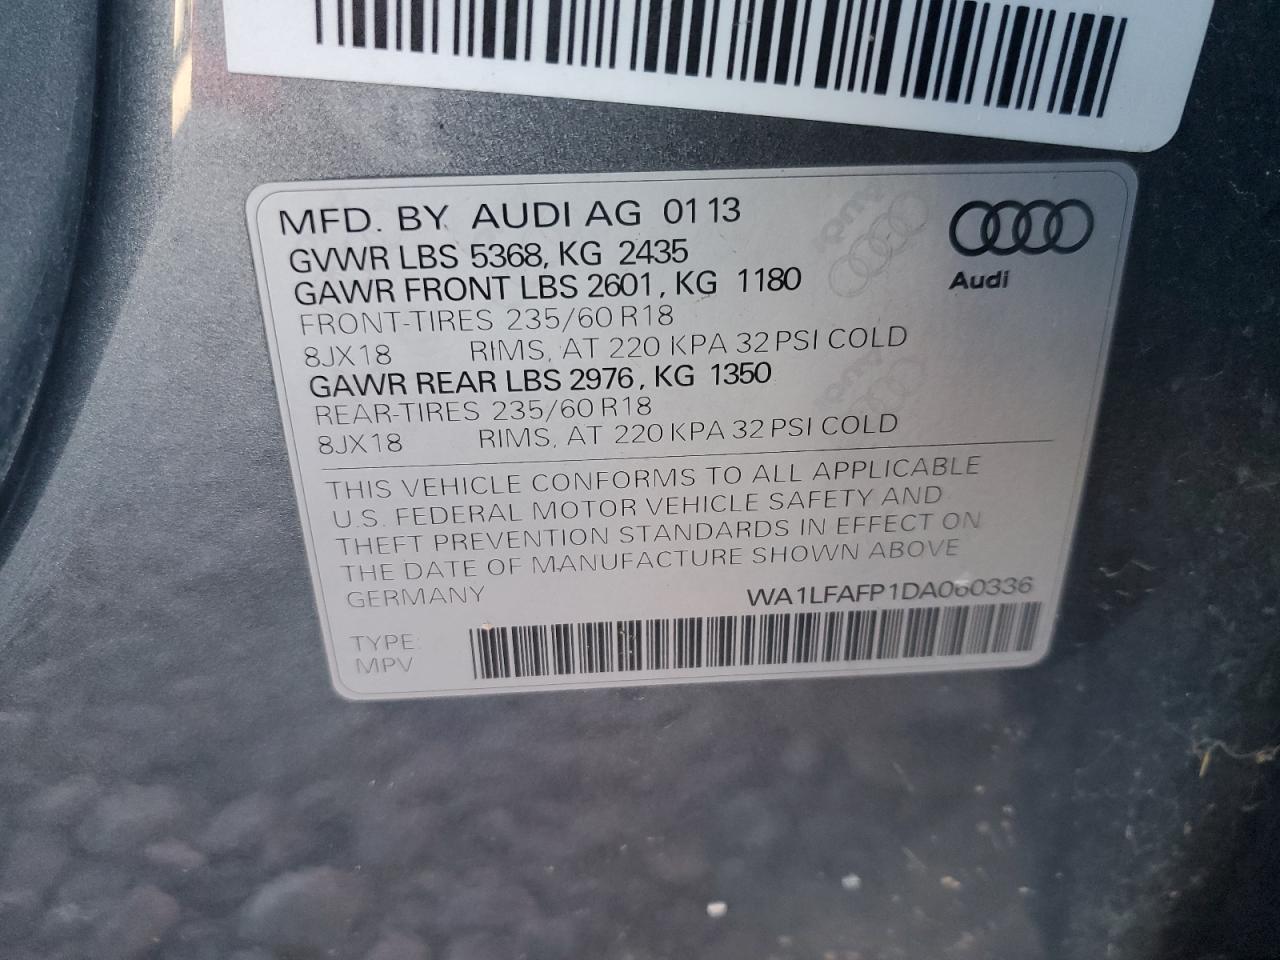 MFD. BY AUDI AG 01 13
GVWR LBS 5368, KG 2435
GAWR FRONT LBS 2601, KG 1180
FRONT-TIRES 235/60 R18
8JX18 RIMS, AT 220 KPA 32 PSI COLD
GAWR REAR LBS 2976, KG 1350
REAR-TIRES 235/60 R18
8JX18 RIMS, AT 220 KPA 32 PSI COLD
Audi
THIS VEHICLE CONFORMS TO ALL APPLICABLE
U.S. FEDERAL MOTOR VEHICLE SAFETY AND
THEFT PREVENTION STANDARDS IN EFFECT ON
THE DATE OF MANUFACTURE SHOWN ABOVE
GERMANY WA1LFAFP1DA060336
TYPE:
MPV